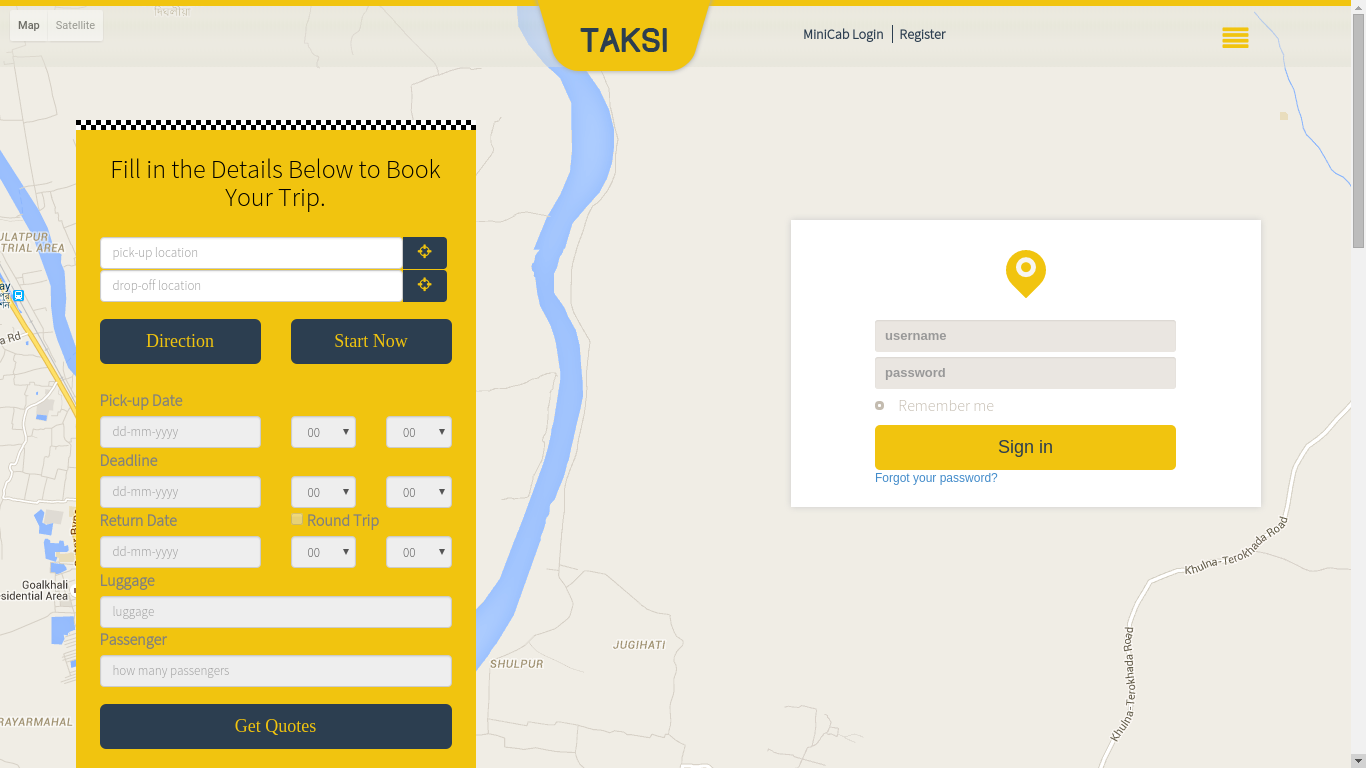 Map
Satellite
TAKSI
MiniCab Login
Register
Fill in the Details Below to Book
Your Trip.
pick-up location
drop-off location
Direction
Start Now
Pick-up Date
dd-mm-yyyy
00
00
Deadline
dd-mm-yyyy
00
00
Return Date
Round Trip
dd-mm-yyyy
00
00
Luggage
luggage
Passenger
how many passengers
Get Quotes
username
password
Remember me
Sign in
Forgot your password?
ULATPUR
TRIAL AREA
ay
a Rd
Goalkhali
sidential Area
RAYARMAHAL
SHULPUR
JUGIHATI
Khulna-Terokhada Road
Khulna-Terokhada Road